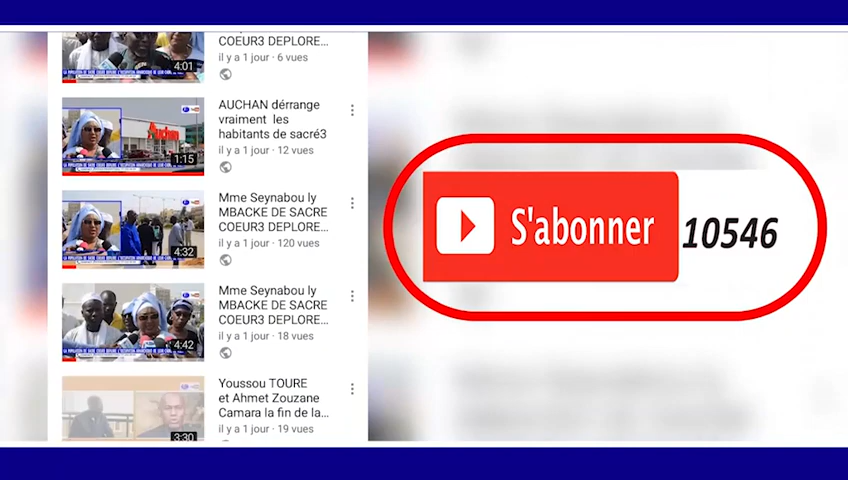 COEUR3 DEPLORE...
il y a 1 jour · 6 vues
4:01
AUCHAN dérrange
vraiment les
habitants de sacré3
il y a 1 jour · 12 vues
Auchan
1:15
Mme Seynabou ly
MBACKE DE SACRE
COEUR3 DEPLORE...
il y a 1 jour · 120 vues
4:32
Mme Seynabou ly
MBACKE DE SACRE
COEUR3 DEPLORE...
il y a 1 jour · 18 vues
4:42
Youssou TOURE
et Ahmet Zouzane
Camara la fin de la...
il y a 1 jour · 19 vues
3:30
S'abonner 10546